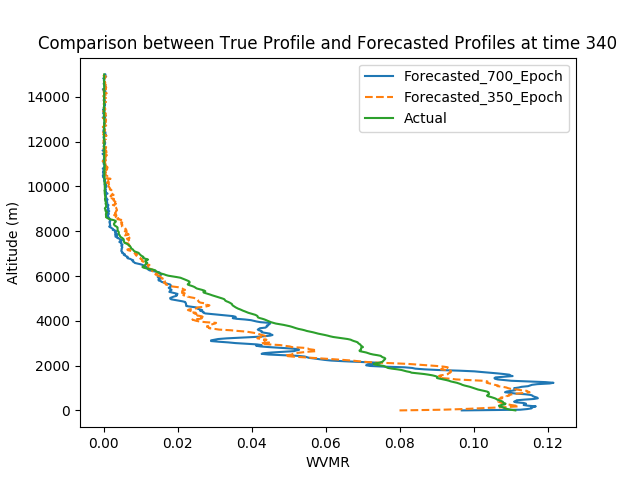 Comparison between True Profile and Forecasted Profiles at time 340
Forecasted_700_Epoch
Forecasted_350_Epoch
Actual
Altitude (m)
14000
12000
10000
8000
6000
4000
2000
0
0.00 0.02 0.04 0.06 0.08 0.10 0.12
WVMR